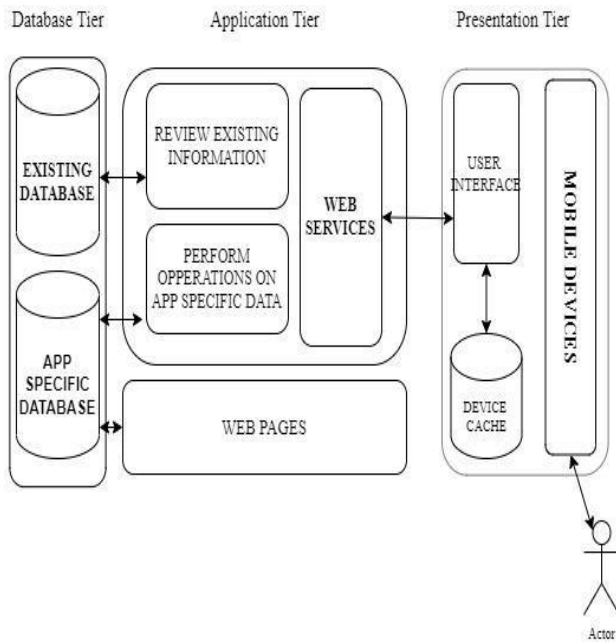 Database Tier
Application Tier
Presentation Tier
EXISTING
DATABASE
REVIEW EXISTING
INFORMATION
WEB
SERVICES
USER
INTERFACE
MOBILE DEVICES
PERFORM
OPPERATIONS ON
APP SPECIFIC DATA
APP
SPECIFIC
DATABASE
DEVICE
CACHE
WEB PAGES
Actor